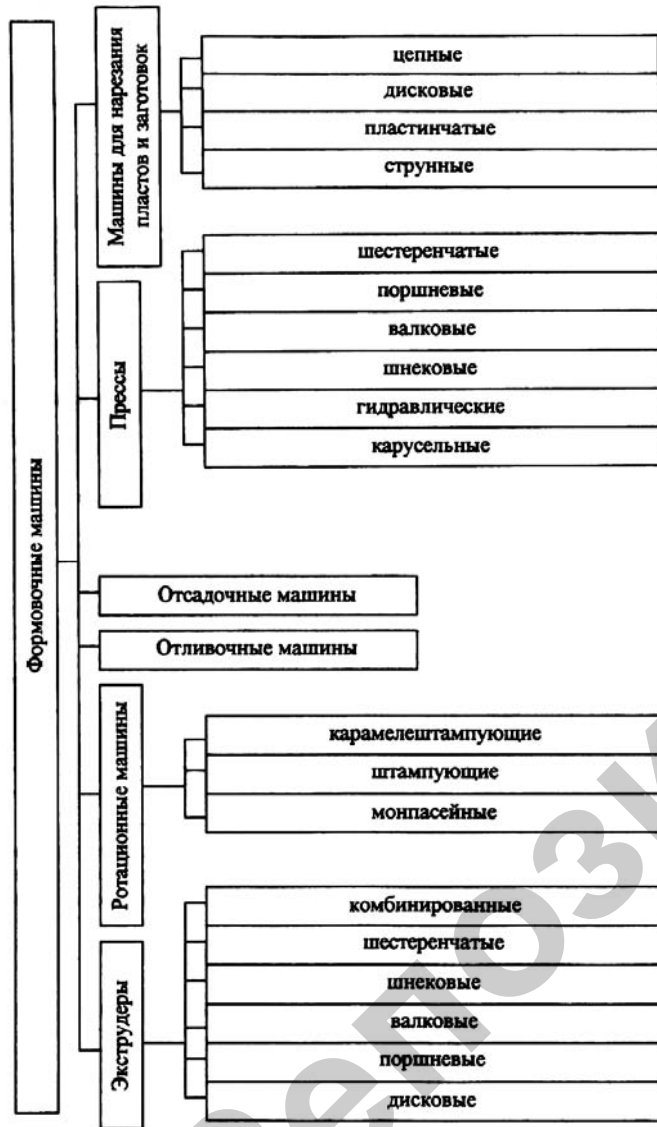 Формовочные машины
Машины для нарезания
пластов и заготовок
цепные
дисковые
пластинчатые
струнные
Прессы
шестеренчатые
поршневые
валковые
шнековые
гидравлические
карусельные
Отсадочные машины
Отливочные машины
Ротационные машины
карамелештампующие
штампующие
монпасейные
Экструдеры
комбинированные
шестеренчатые
шнековые
валковые
поршневые
дисковые